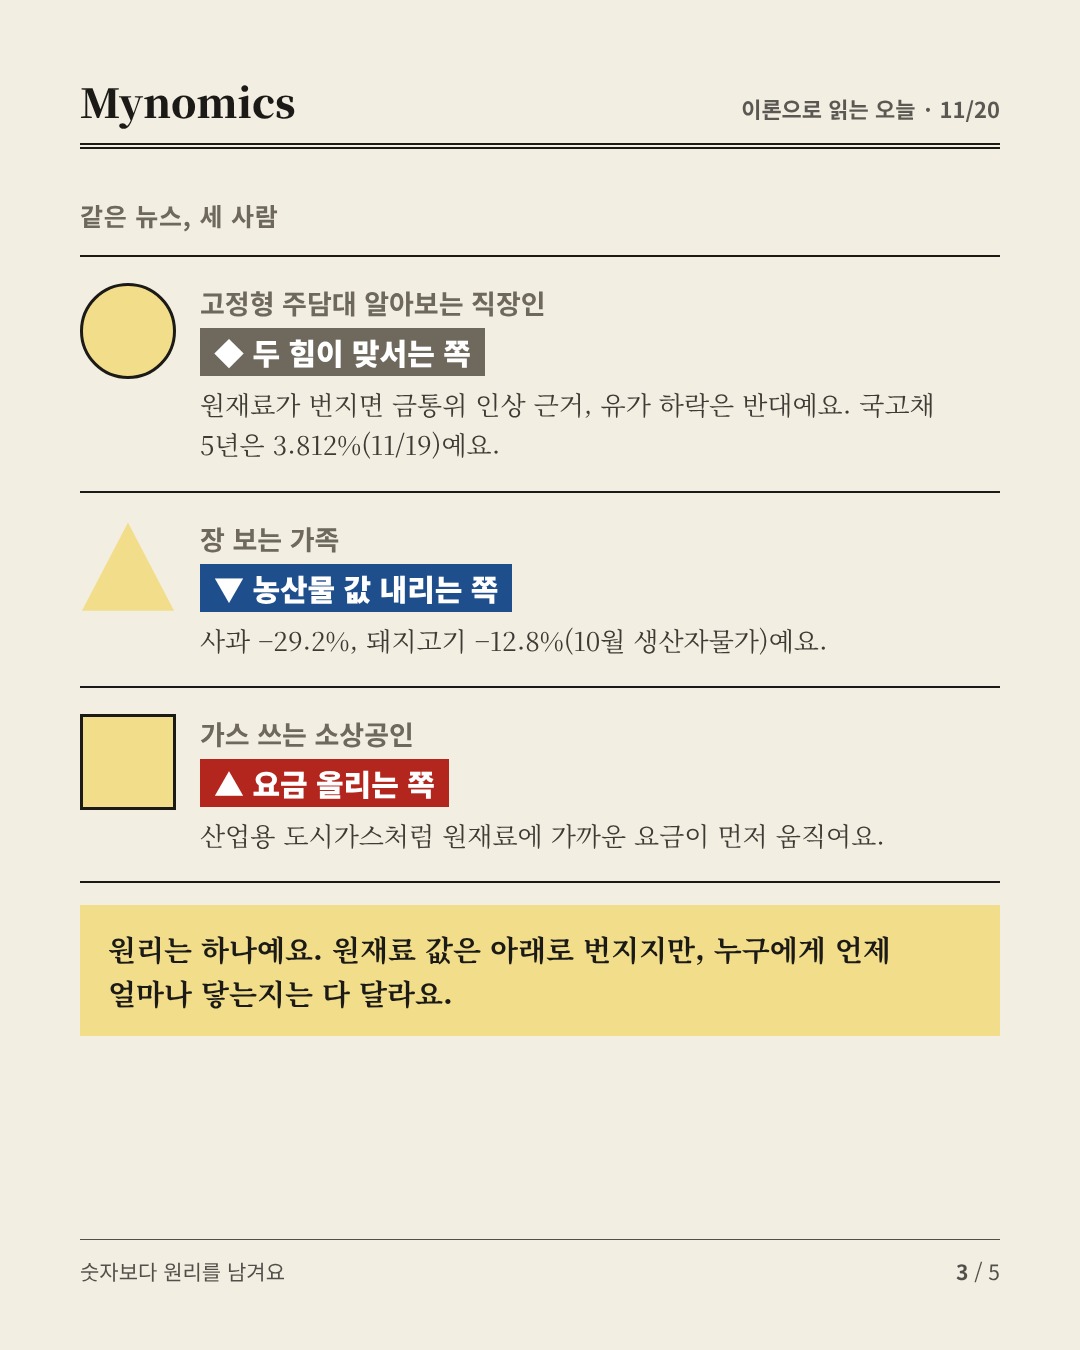 Mynomics
이론으로 읽는 오늘 · 11/20
같은 뉴스, 세 사람
고정형 주담대 알아보는 직장인
◆ 두 힘이 맞서는 쪽
원재료가 번지면 금통위 인상 근거, 유가 하락은 반대예요. 국고채
5년은 3.812%(11/19)예요.
장 보는 가족
▼ 농산물 값 내리는 쪽
사과 −29.2%, 돼지고기 −12.8%(10월 생산자물가)예요.
가스 쓰는 소상공인
▲ 요금 올리는 쪽
산업용 도시가스처럼 원재료에 가까운 요금이 먼저 움직여요.
원리는 하나예요. 원재료 값은 아래로 번지지만, 누구에게 언제
얼마나 닿는지는 다 달라요.
숫자보다 원리를 남겨요
3 / 5